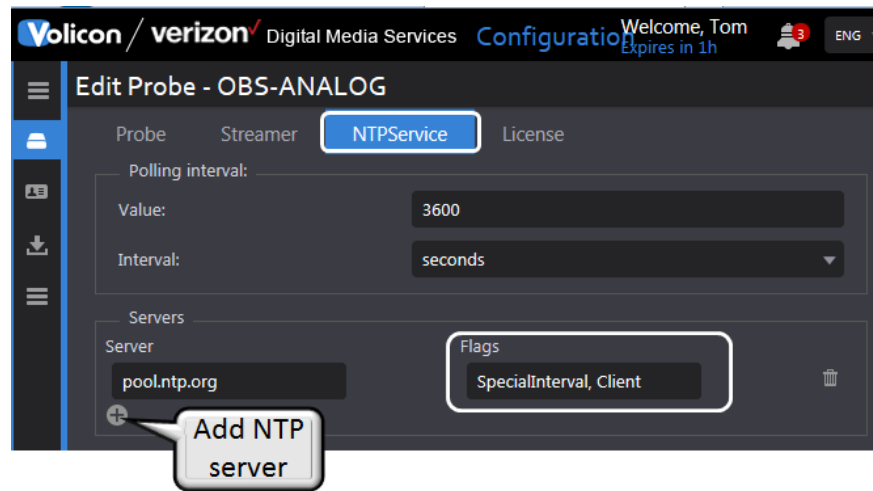 Volicon / verizon Digital Media Services Configuration Welcome, Tom 3 ENG
Expires in 1h
Edit Probe - OBS-ANALOG
Probe Streamer NTPService License
Polling interval:
Value: 3600
Interval: seconds
Servers
Server Flags
pool.ntp.org SpecialInterval, Client
Add NTP
server